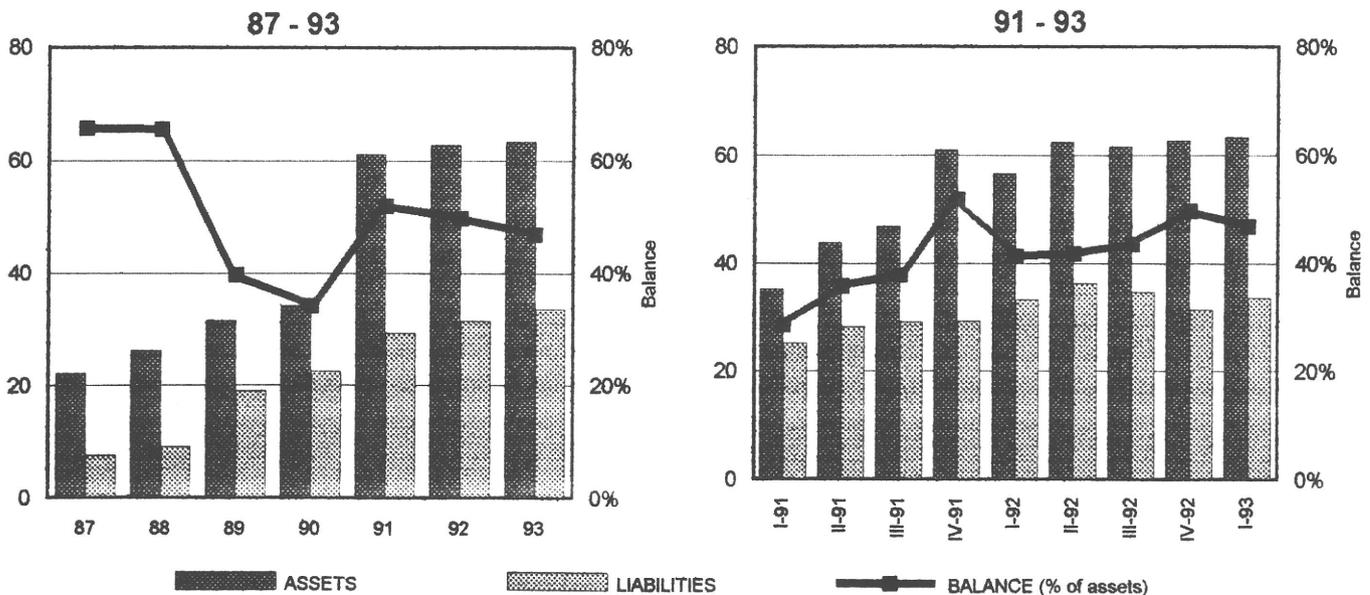 87 - 93
80
60
40
20
0
80%
60%
40%
20%
0%
Balance
87 88 89 90 91 92 93
91 - 93
80
60
40
20
0
80%
60%
40%
20%
0%
Balance
I-91 II-91 III-91 IV-91 I-92 II-92 III-92 IV-92 I-93
ASSETS LIABILITIES BALANCE (% of assets)